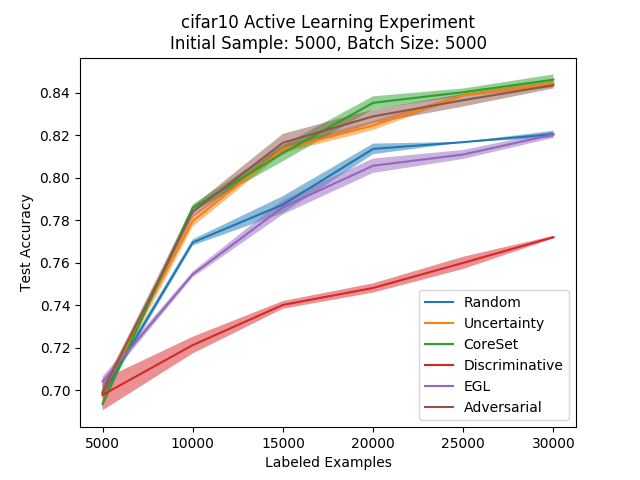 cifar10 Active Learning Experiment
Initial Sample: 5000, Batch Size: 5000
Test Accuracy
0.84
0.82
0.80
0.78
0.76
0.74
0.72
0.70
Random
Uncertainty
CoreSet
Discriminative
EGL
Adversarial
5000 10000 15000 20000 25000 30000
Labeled Examples